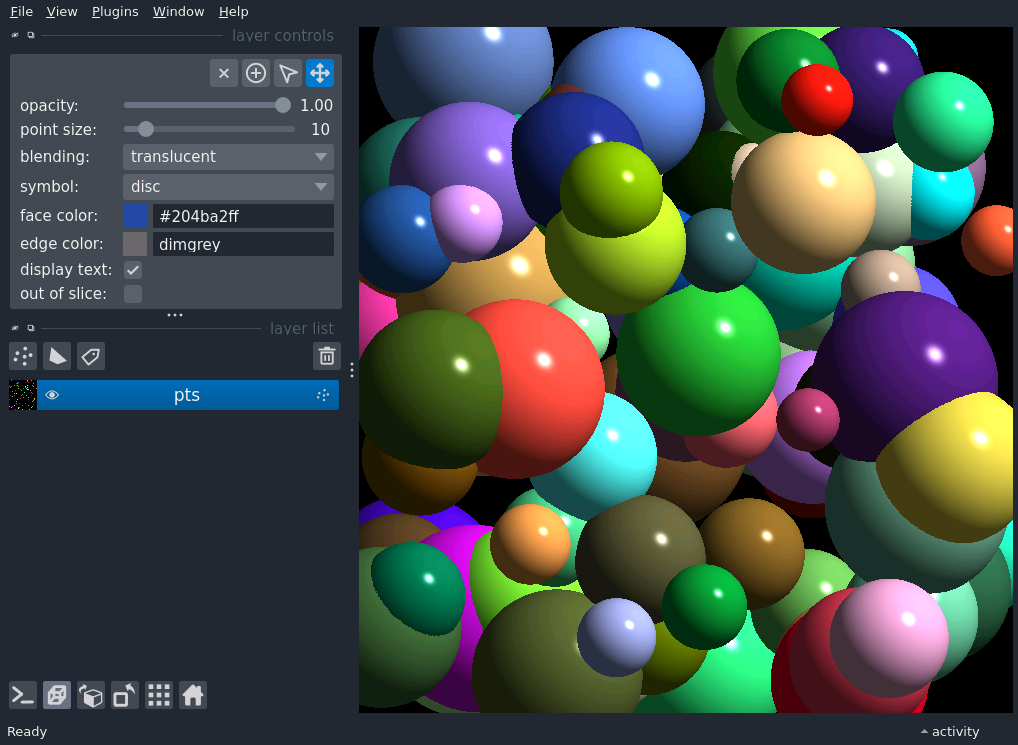 File View Plugins Window Help
layer controls
opacity: 1.00
point size: 10
blending: translucent
symbol: disc
face color: #204ba2ff
edge color: dimgrey
display text:
out of slice:
layer list
pts
Ready
activity